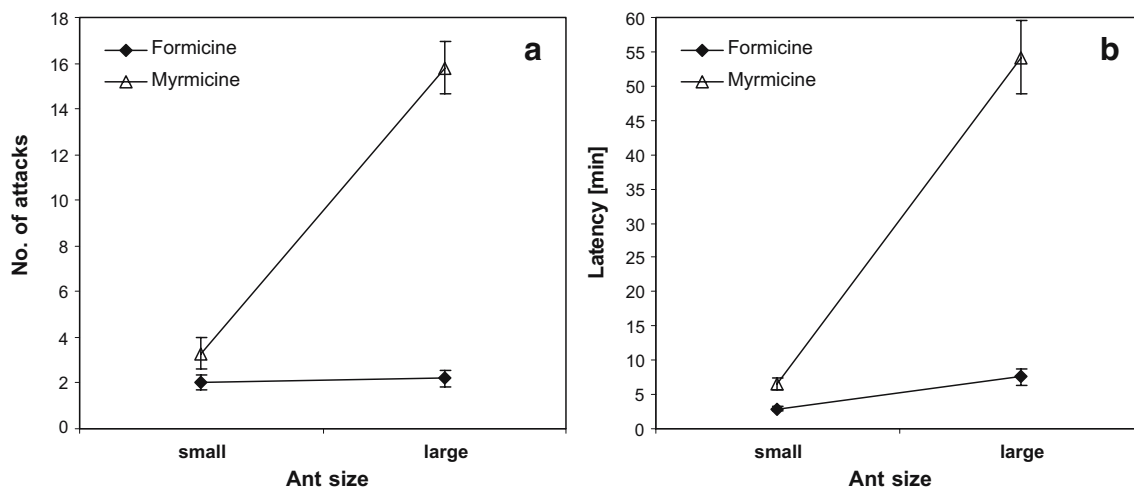 a
Formicine
Myrmicine
18
16
14
12
10
8
6
4
2
0
No. of attacks
small
large
Ant size
b
Formicine
Myrmicine
60
55
50
45
40
35
30
25
20
15
10
5
0
Latency [min]
small
large
Ant size